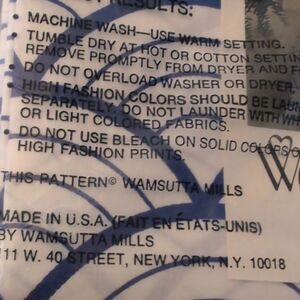 RESULTS:
• MACHINE WASH—USE WARM SETTING.
• TUMBLE DRY AT HOT OR COTTON SETTING
REMOVE PROMPTLY FROM DRYER AND
• DO NOT OVERLOAD WASHER OR DRYER
• HIGH FASHION COLORS SHOULD BE
SEPARATELY. DO NOT LAUNDER WITH
OR LIGHT COLORED FABRICS.
• DO NOT USE BLEACH ON SOLID COLORS
HIGH FASHION PRINTS.
THIS PATTERN© WAMSUTTA MILLS
MADE IN U.S.A. (FAIT EN ÉTATS-UNIS)
BY WAMSUTTA MILLS
111 W. 40 STREET, NEW YORK, N.Y. 10018